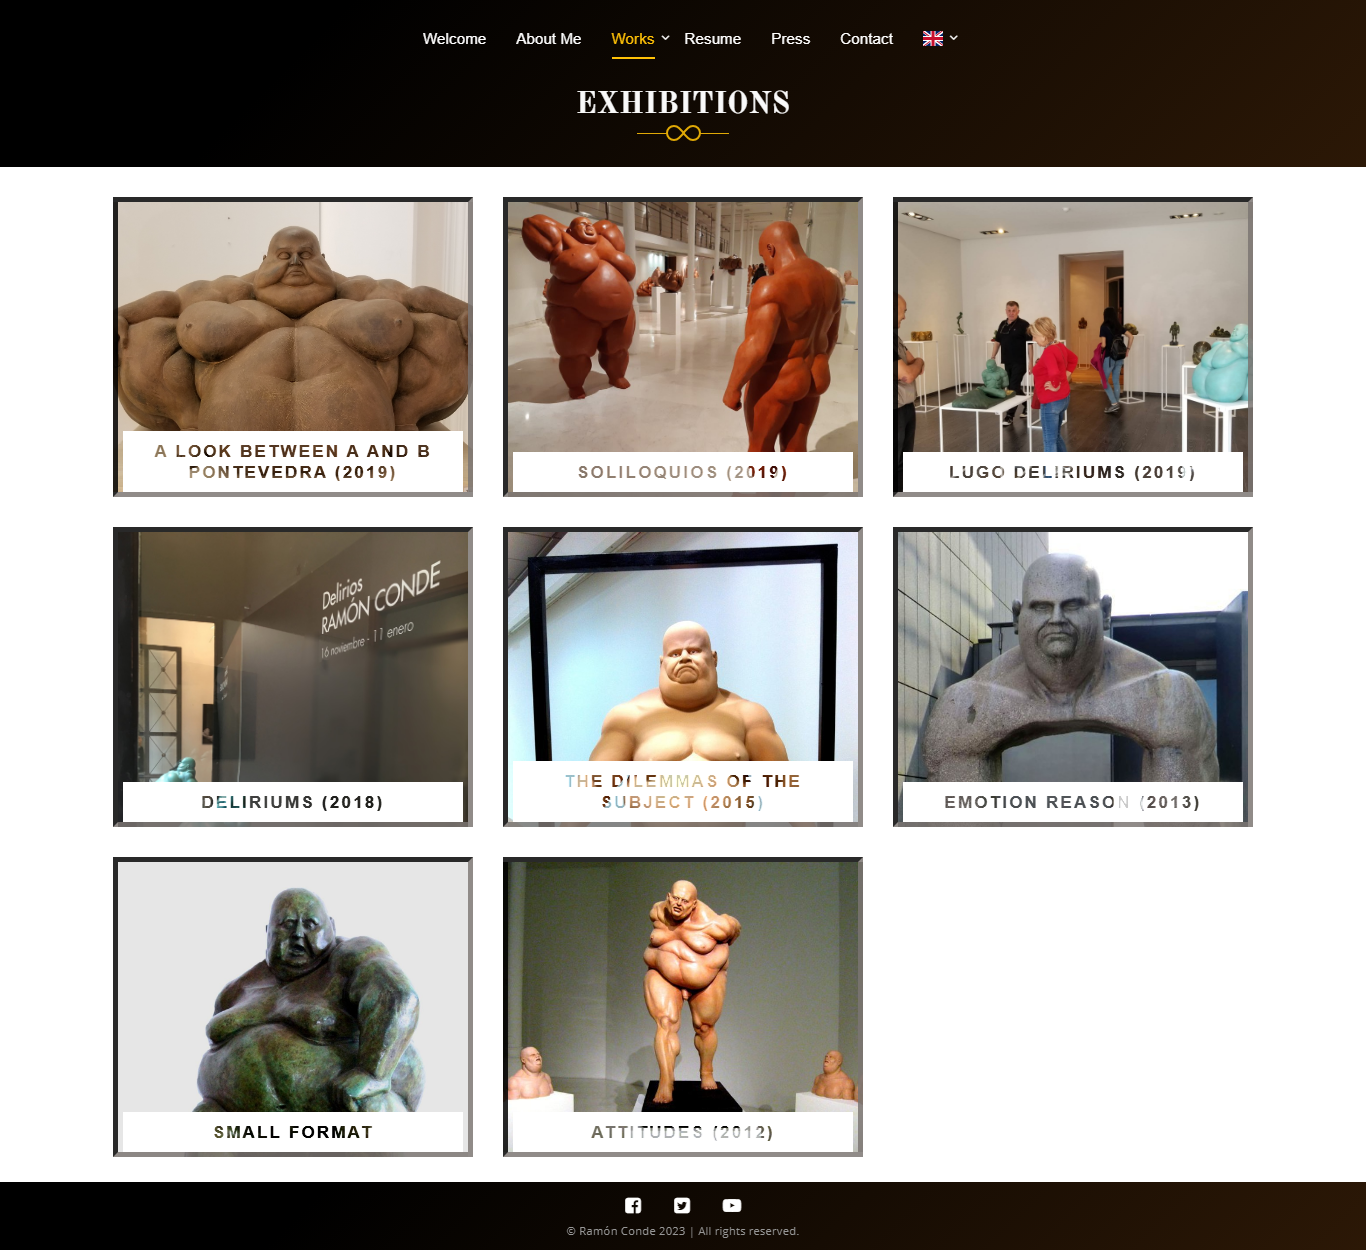 Welcome About Me Works Resume Press Contact
EXHIBITIONS
A LOOK BETWEEN A AND B
PONTEVEDRA (2019)
SOLILOQUIOS (2019)
LUGO DELIRIUMS (2019)
Delirios
RAMÓN CONDE
16 noviembre - 11 enero
DELIRIUMS (2018)
THE DILEMMAS OF THE
SUBJECT (2015)
EMOTION REASON (2013)
SMALL FORMAT
ATTITUDES (2012)
© Ramón Conde 2023 | All rights reserved.